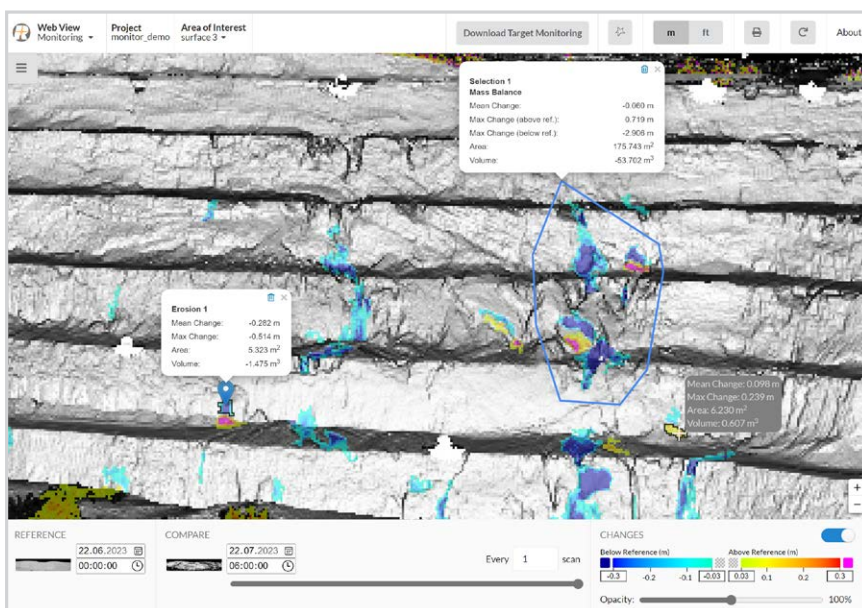 Web View
Monitoring
Project
monitor_demo
Area of Interest
surface 3
Download Target Monitoring
m
ft
About
Selection 1
Mass Balance
Mean Change: -0.060 m
Max Change (above ref.): 0.719 m
Max Change (below ref.): -2.906 m
Area: 175.743 m²
Volume: -53.702 m³
Erosion 1
Mean Change: -0.282 m
Max Change: -0.514 m
Area: 5.323 m²
Volume: -1.475 m³
Mean Change: 0.098 m
Max Change: 0.239 m
Area: 6.230 m²
Volume: 0.607 m³
+
−
REFERENCE
22.06.2023
00:00:00
COMPARE
22.07.2023
06:00:00
Every 1 scan
CHANGES
Below Reference (m) Above Reference (m)
-0.3 -0.2 -0.1 -0.03 0.03 0.1 0.2 0.3
Opacity: 100%